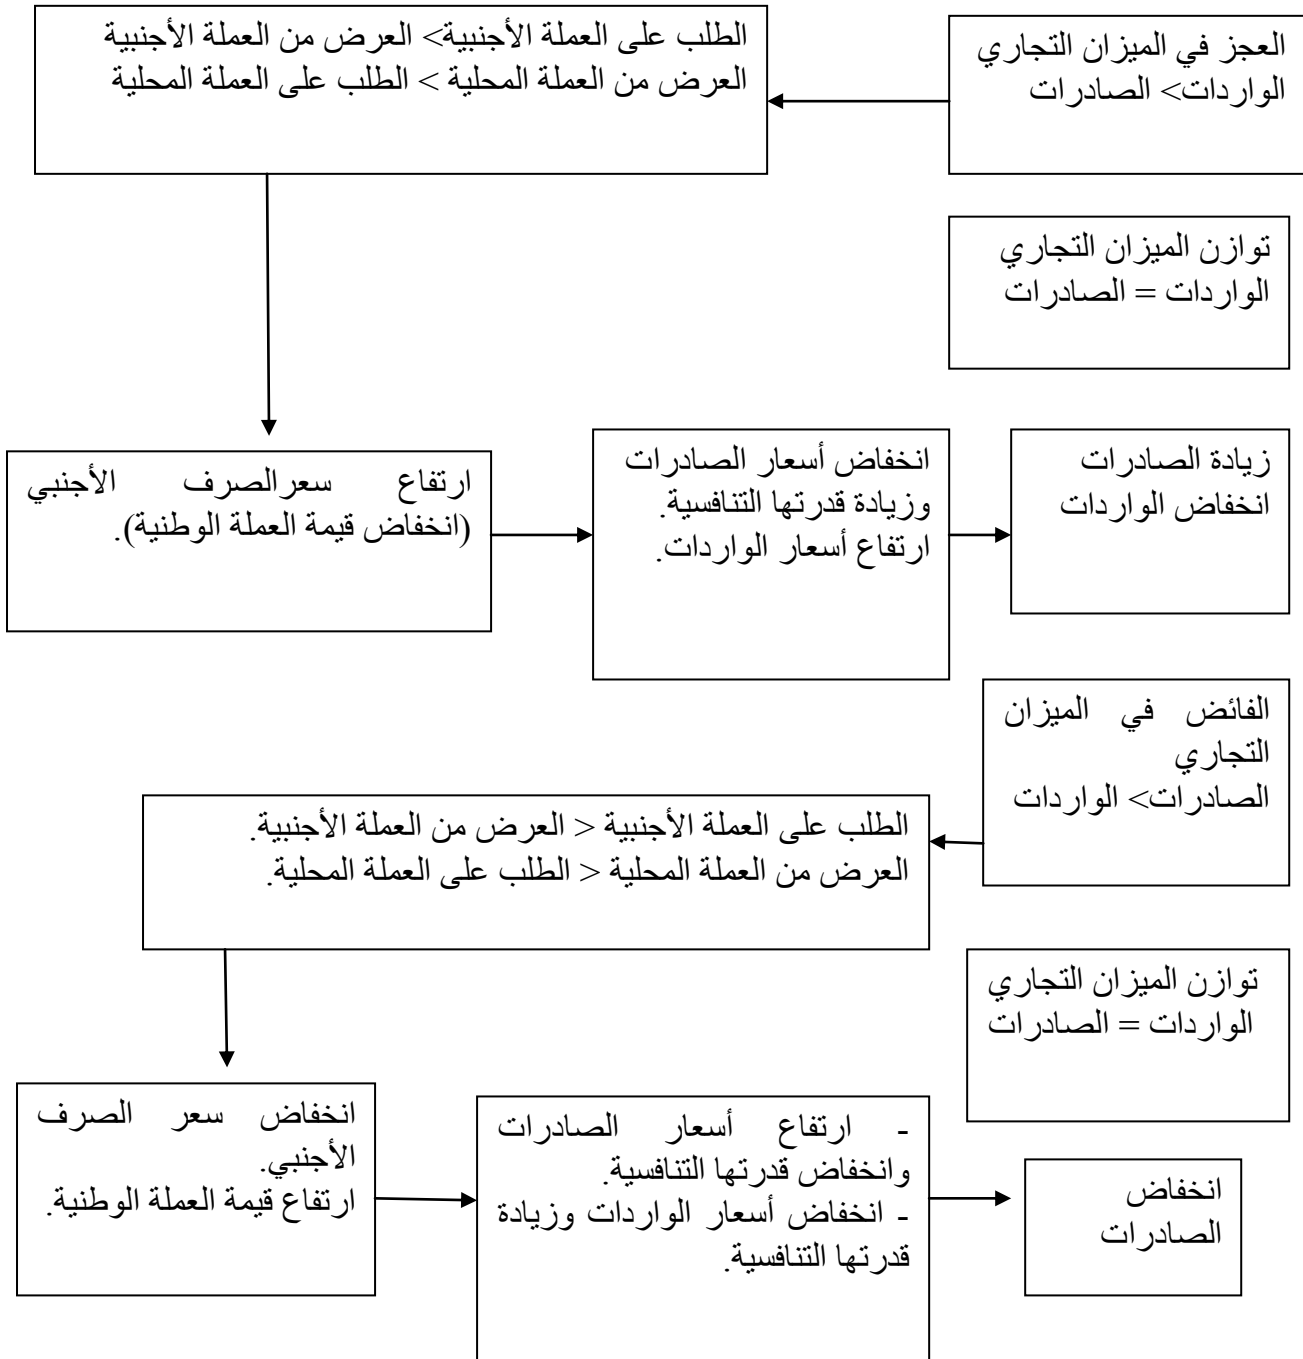 العجز في الميزان التجاري
الواردات> الصادرات
الطلب على العملة الأجنبية> العرض من العملة الأجنبية
العرض من العملة المحلية > الطلب على العملة المحلية
توازن الميزان التجاري
الواردات = الصادرات
ارتفاع سعرالصرف الأجنبي
(انخفاض قيمة العملة الوطنية).
انخفاض أسعار الصادرات
وزيادة قدرتها التنافسية.
ارتفاع أسعار الواردات.
زيادة الصادرات
انخفاض الواردات
الفائض في الميزان
التجاري
الصادرات> الواردات
الطلب على العملة الأجنبية < العرض من العملة الأجنبية.
العرض من العملة المحلية < الطلب على العملة المحلية.
توازن الميزان التجاري
الواردات = الصادرات
انخفاض سعر الصرف
الأجنبي.
ارتفاع قيمة العملة الوطنية.
- ارتفاع أسعار الصادرات
وانخفاض قدرتها التنافسية.
- انخفاض أسعار الواردات وزيادة
قدرتها التنافسية.
انخفاض
الصادرات